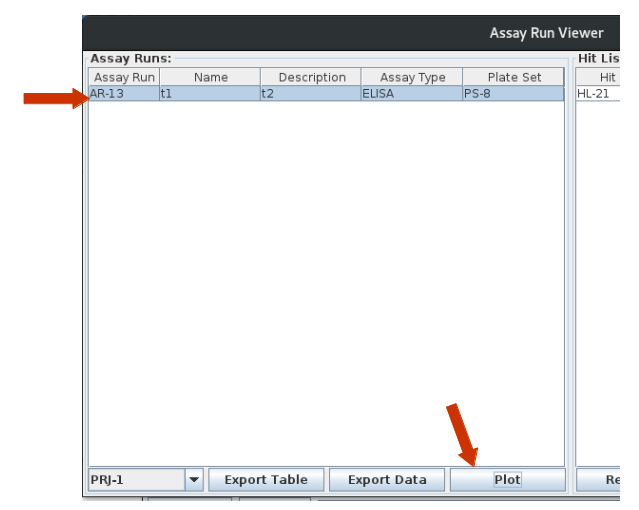 Assay Run Viewer
Assay Runs:
Hit Lis
Assay Run Name Description Assay Type Plate Set
Hit
AR-13 t1 t2 ELISA PS-8
HL-21
PRJ-1 Export Table Export Data Plot
Re